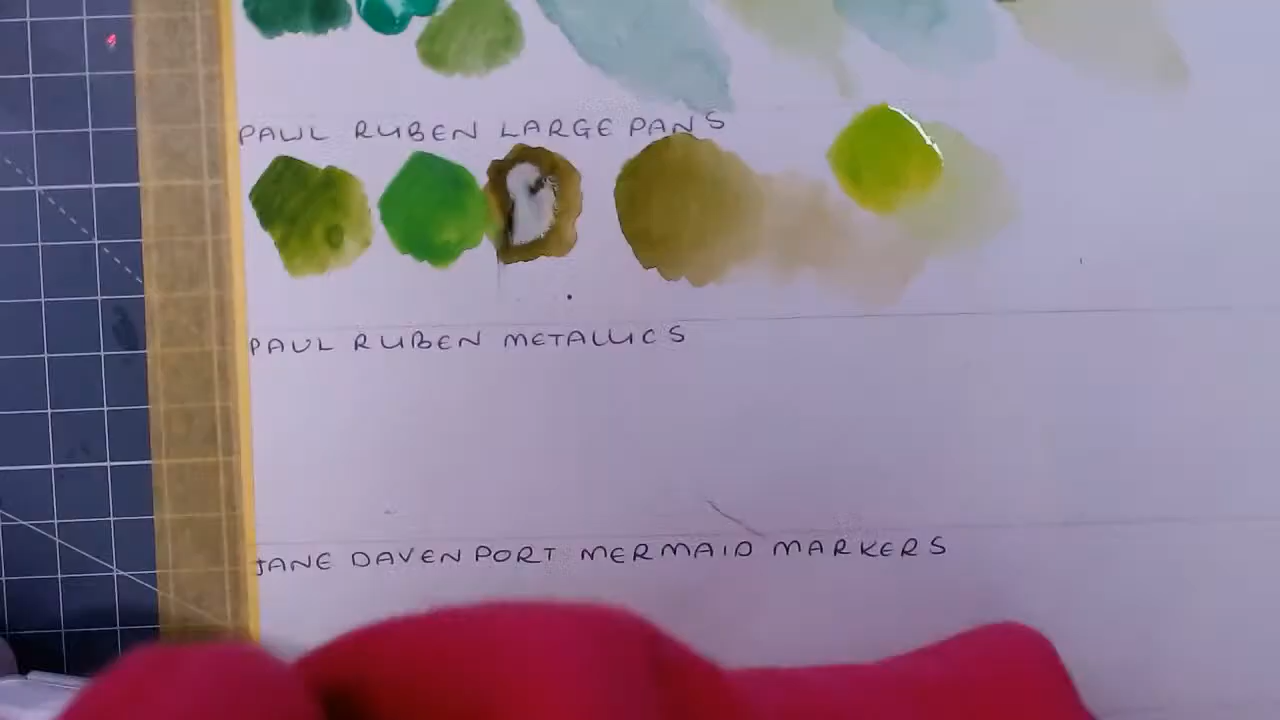 PAUL RUBEN LARGE PANS
PAUL RUBEN METALLICS
JANE DAVENPORT MERMAID MARKERS